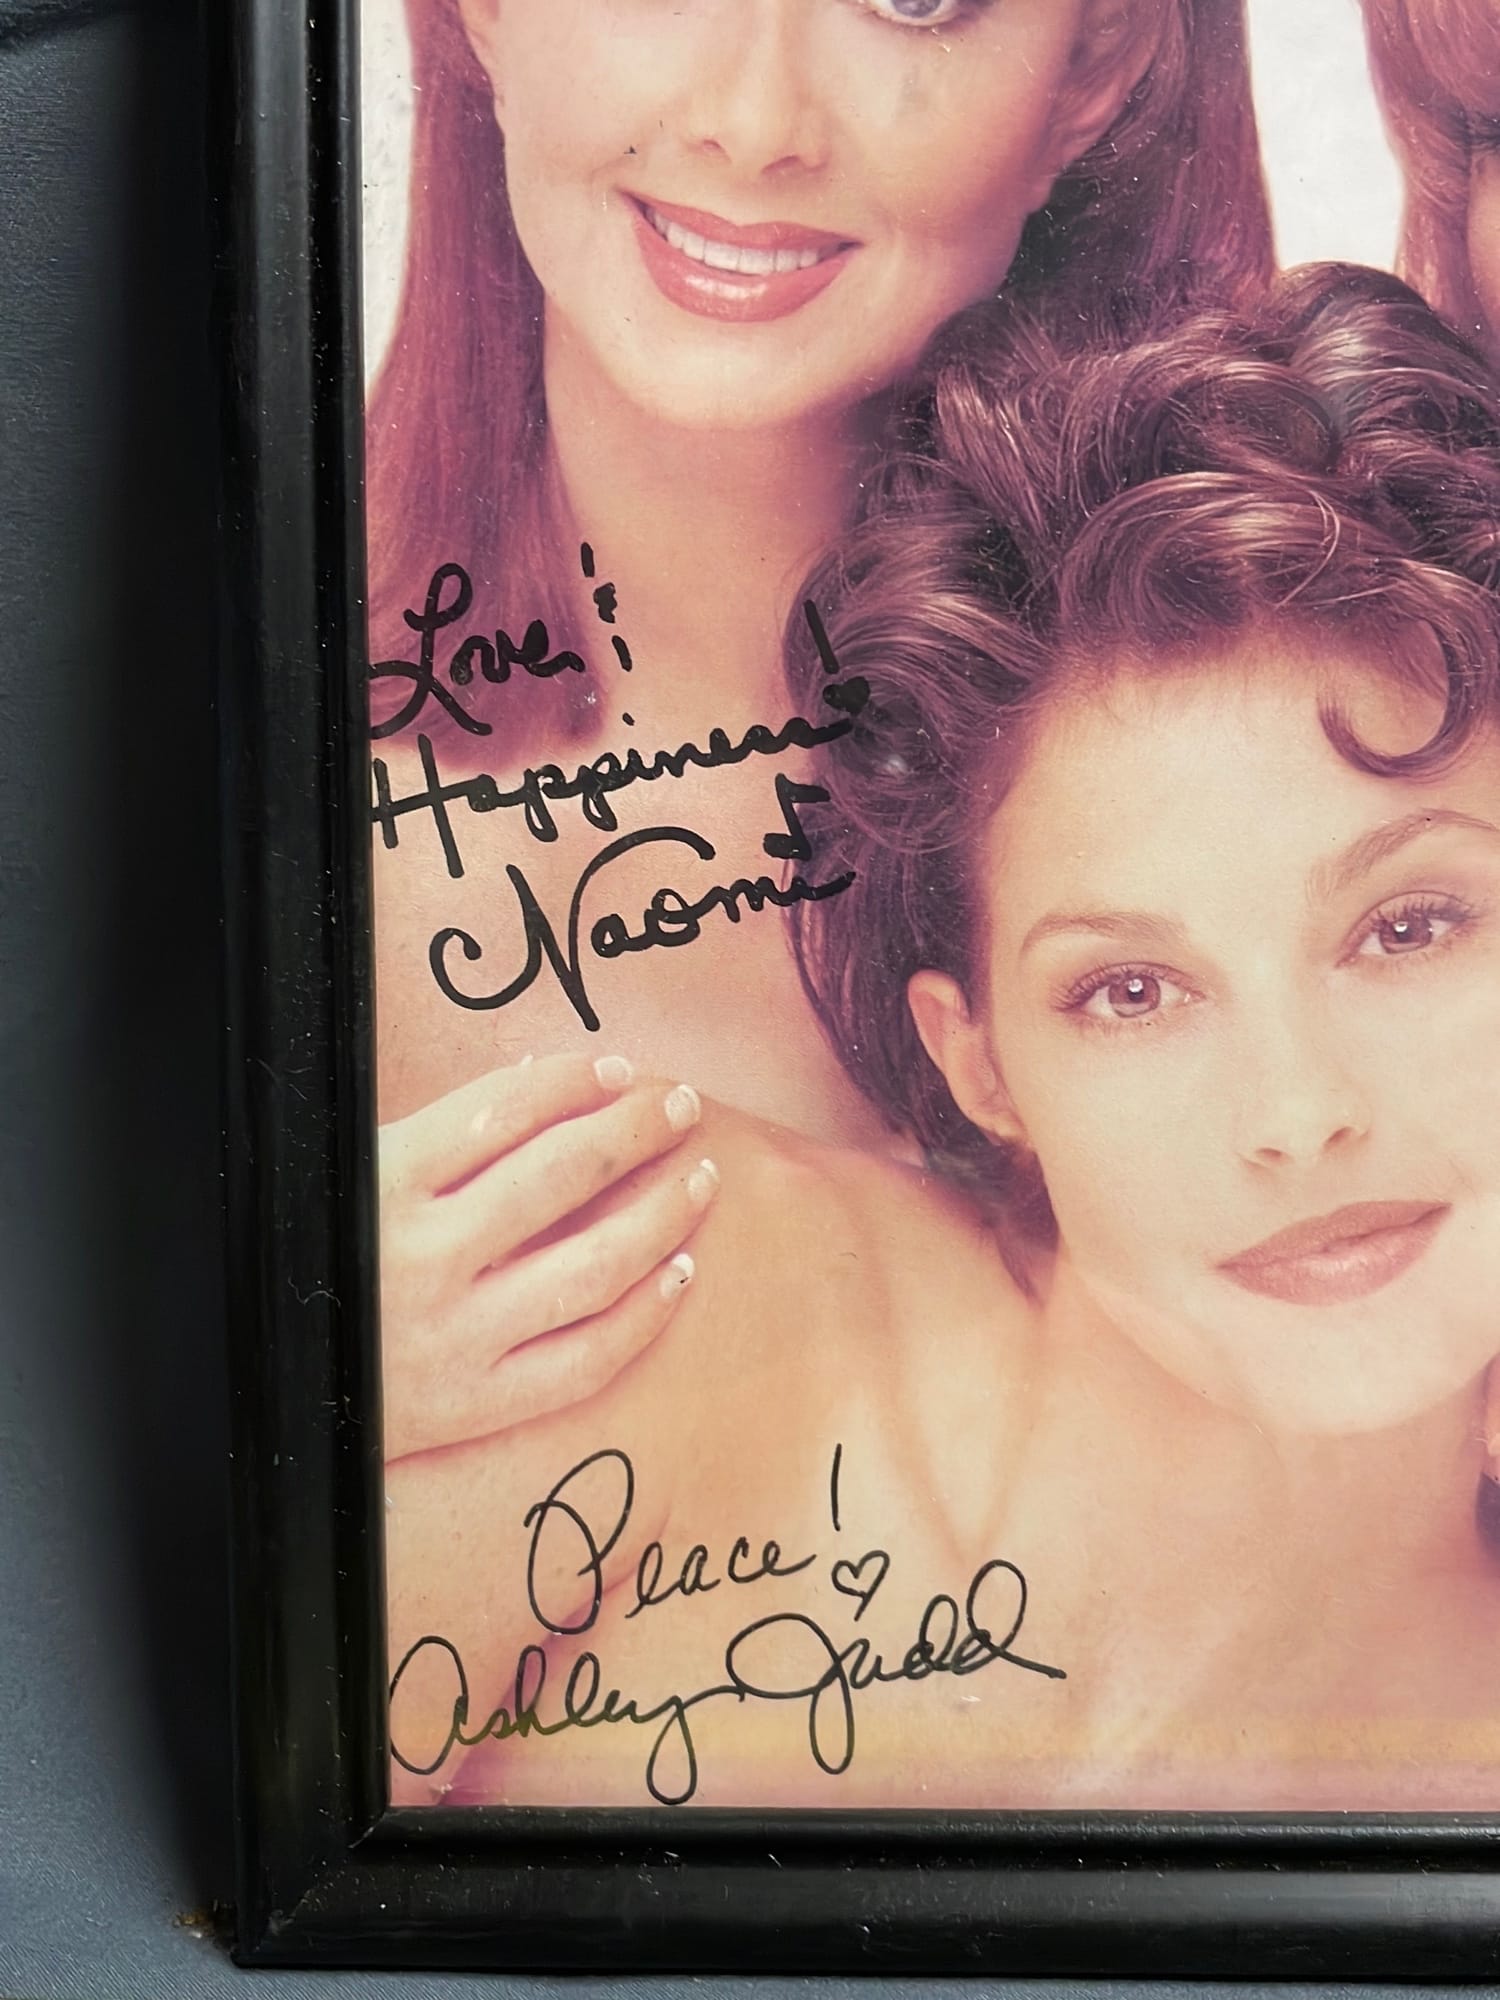 Love &
Happiness!
Naomi
Peace!
Ashley Judd